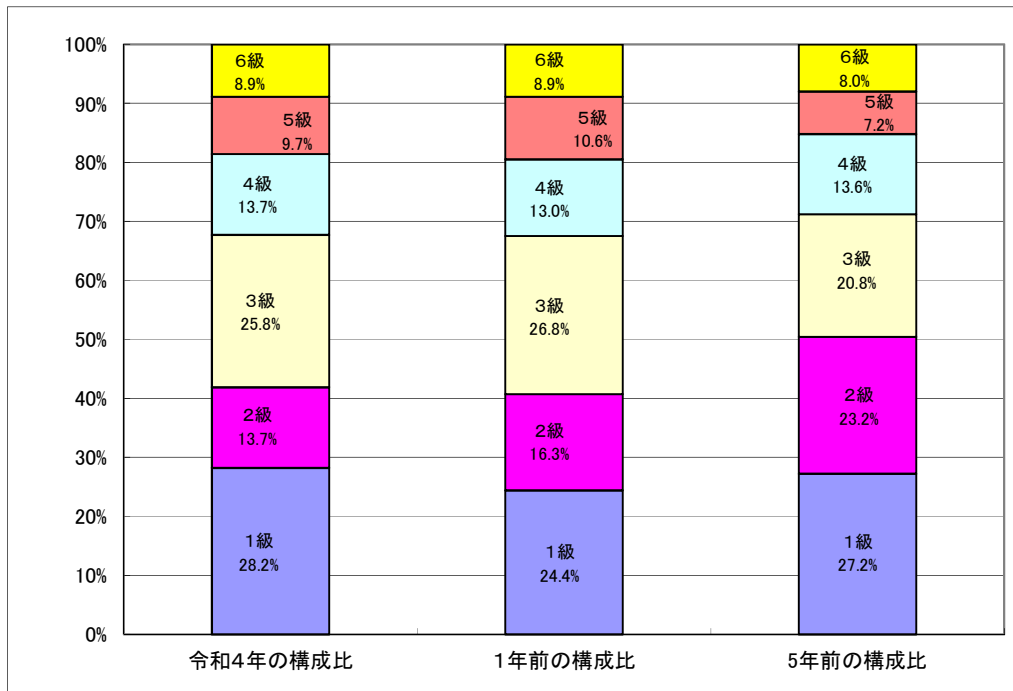 100%
90%
80%
70%
60%
50%
40%
30%
20%
10%
0%
6級
8.9%
5級
9.7%
4級
13.7%
3級
25.8%
2級
13.7%
1級
28.2%
6級
8.9%
5級
10.6%
4級
13.0%
3級
26.8%
2級
16.3%
1級
24.4%
6級
8.0%
5級
7.2%
4級
13.6%
3級
20.8%
2級
23.2%
1級
27.2%
令和4年の構成比
1年前の構成比
5年前の構成比